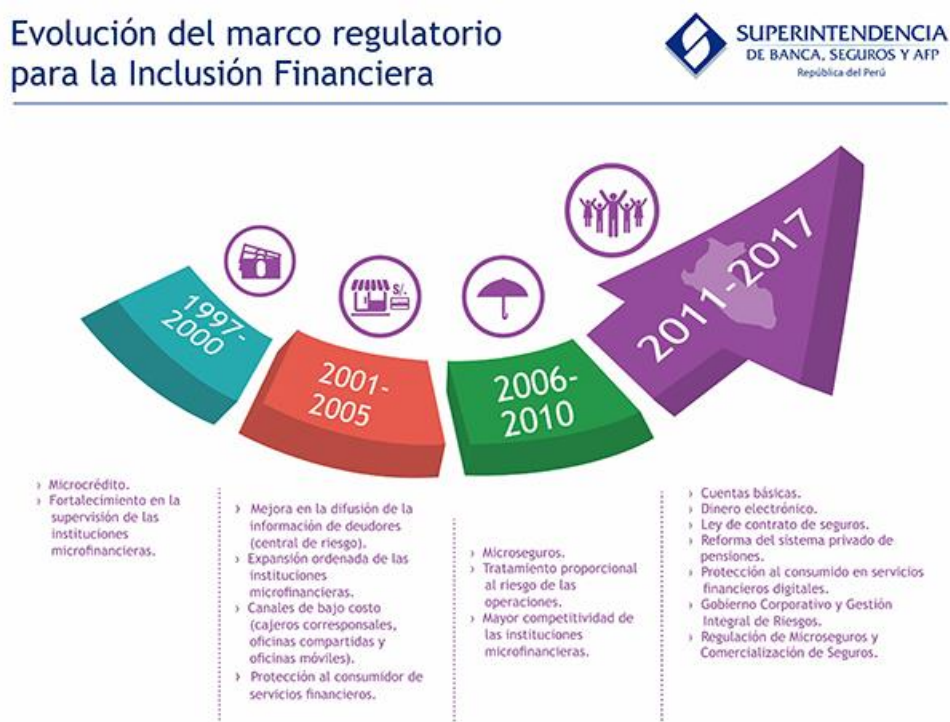 Evolución del marco regulatorio
para la Inclusión Financiera
SUPERINTENDENCIA
DE BANCA, SEGUROS Y AFP
República del Perú
1997-
2000
S/.
2001-
2005
2006-
2010
2011-2017
› Microcrédito.
› Fortalecimiento en la
supervisión de las
instituciones
microfinancieras.
› Mejora en la difusión de la
información de deudores
(central de riesgo).
› Expansión ordenada de las
instituciones
microfinancieras.
› Canales de bajo costo
(cajeros corresponsales,
oficinas compartidas y
oficinas móviles).
› Protección al consumidor de
servicios financieros.
› Microseguros.
› Tratamiento proporcional
al riesgo de las
operaciones.
› Mayor competitividad de
las instituciones
microfinancieras.
› Cuentas básicas.
› Dinero electrónico.
› Ley de contrato de seguros.
› Reforma del sistema privado de
pensiones.
› Protección al consumido en servicios
financieros digitales.
› Gobierno Corporativo y Gestión
Integral de Riesgos.
› Regulación de Microseguros y
Comercialización de Seguros.